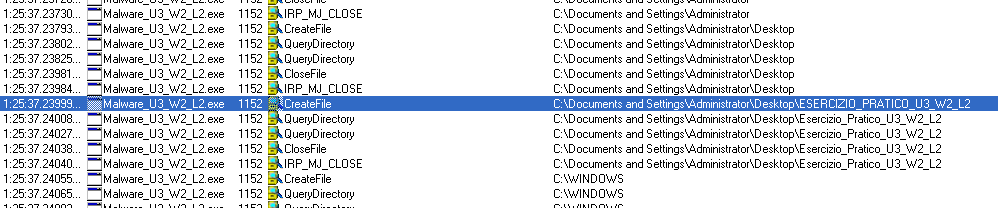 1:25:37.23730... Malware_U3_W2_L2.exe 1152 IRP_MJ_CLOSE C:\Documents and Settings\Administrator
1:25:37.23793... Malware_U3_W2_L2.exe 1152 CreateFile C:\Documents and Settings\Administrator\Desktop
1:25:37.23802... Malware_U3_W2_L2.exe 1152 QueryDirectory C:\Documents and Settings\Administrator\Desktop
1:25:37.23825... Malware_U3_W2_L2.exe 1152 QueryDirectory C:\Documents and Settings\Administrator\Desktop
1:25:37.23981... Malware_U3_W2_L2.exe 1152 CloseFile C:\Documents and Settings\Administrator\Desktop
1:25:37.23984... Malware_U3_W2_L2.exe 1152 IRP_MJ_CLOSE C:\Documents and Settings\Administrator\Desktop
1:25:37.23999... Malware_U3_W2_L2.exe 1152 CreateFile C:\Documents and Settings\Administrator\Desktop\ESERCIZIO_PRATICO_U3_W2_L2
1:25:37.24008... Malware_U3_W2_L2.exe 1152 QueryDirectory C:\Documents and Settings\Administrator\Desktop\Esercizio_Pratico_U3_W2_L2
1:25:37.24027... Malware_U3_W2_L2.exe 1152 QueryDirectory C:\Documents and Settings\Administrator\Desktop\Esercizio_Pratico_U3_W2_L2
1:25:37.24038... Malware_U3_W2_L2.exe 1152 CloseFile C:\Documents and Settings\Administrator\Desktop\Esercizio_Pratico_U3_W2_L2
1:25:37.24040... Malware_U3_W2_L2.exe 1152 IRP_MJ_CLOSE C:\Documents and Settings\Administrator\Desktop\Esercizio_Pratico_U3_W2_L2
1:25:37.24055... Malware_U3_W2_L2.exe 1152 CreateFile C:\WINDOWS
1:25:37.24065... Malware_U3_W2_L2.exe 1152 QueryDirectory C:\WINDOWS